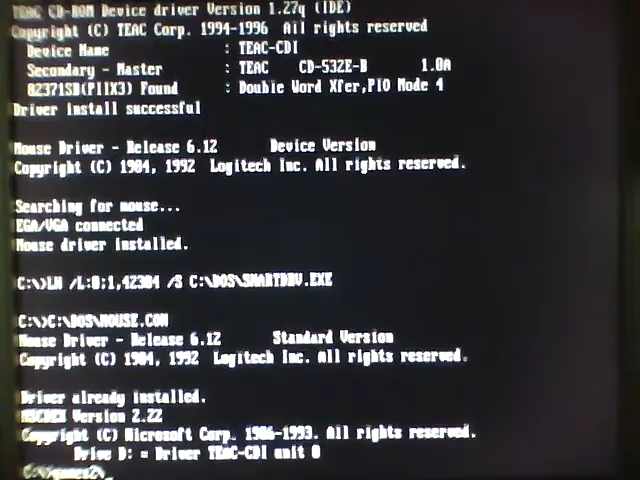 TEAC CD-ROM Device driver Version 1.27q (IDE)
Copyright (C) TEAC Corp. 1994-1996 All rights reserved
Device Name : TEAC-CDI
Secondary - Master : TEAC CD-532E-B 1.0A
82371SB(PIIX3) Found : Double Word Xfer,PIO Mode 4
Driver install successful
Mouse Driver - Release 6.12 Device Version
Copyright (C) 1984, 1992 Logitech Inc. All rights reserved.
Searching for mouse...
EGA/VGA connected
Mouse driver installed.
C:\>LH /L:0;1,42384 /S C:\DOS\SMARTDRV.EXE
C:\>C:\DOS\MOUSE.COM
Mouse Driver - Release 6.12 Standard Version
Copyright (C) 1984, 1992 Logitech Inc. All rights reserved.
Driver already installed.
MSCDEX Version 2.22
Copyright (C) Microsoft Corp. 1986-1993. All rights reserved.
Drive D: = Driver TEAC-CDI unit 0